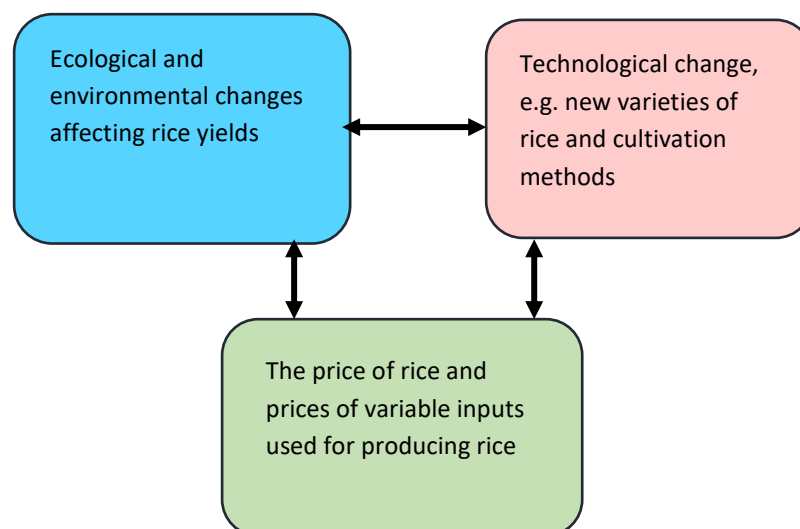 Ecological and
environmental changes
affecting rice yields
Technological change,
e.g. new varieties of
rice and cultivation
methods
The price of rice and
prices of variable inputs
used for producing rice